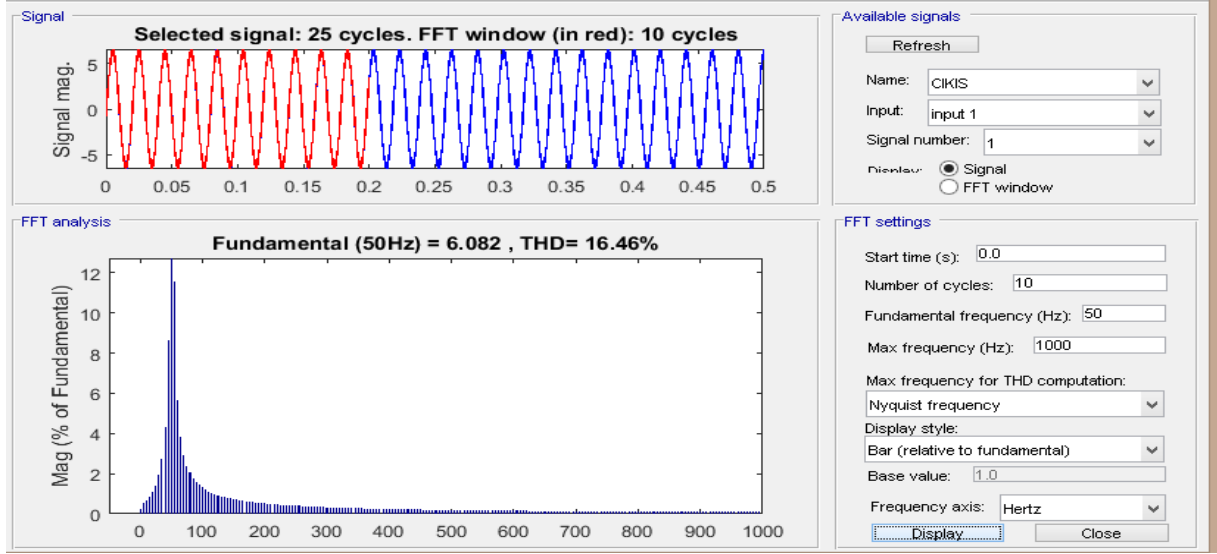 Signal
Selected signal: 25 cycles. FFT window (in red): 10 cycles
Signal mag.
5
0
-5
0 0.05 0.1 0.15 0.2 0.25 0.3 0.35 0.4 0.45 0.5
FFT analysis
Fundamental (50Hz) = 6.082 , THD= 16.46%
Mag (% of Fundamental)
12
10
8
6
4
2
0
0 100 200 300 400 500 600 700 800 900 1000
Available signals
Refresh
Name: CIKIS
Input: input 1
Signal number: 1
Display: Signal
FFT window
FFT settings
Start time (s): 0.0
Number of cycles: 10
Fundamental frequency (Hz): 50
Max frequency (Hz): 1000
Max frequency for THD computation:
Nyquist frequency
Display style:
Bar (relative to fundamental)
Base value: 1.0
Frequency axis: Hertz
Display Close